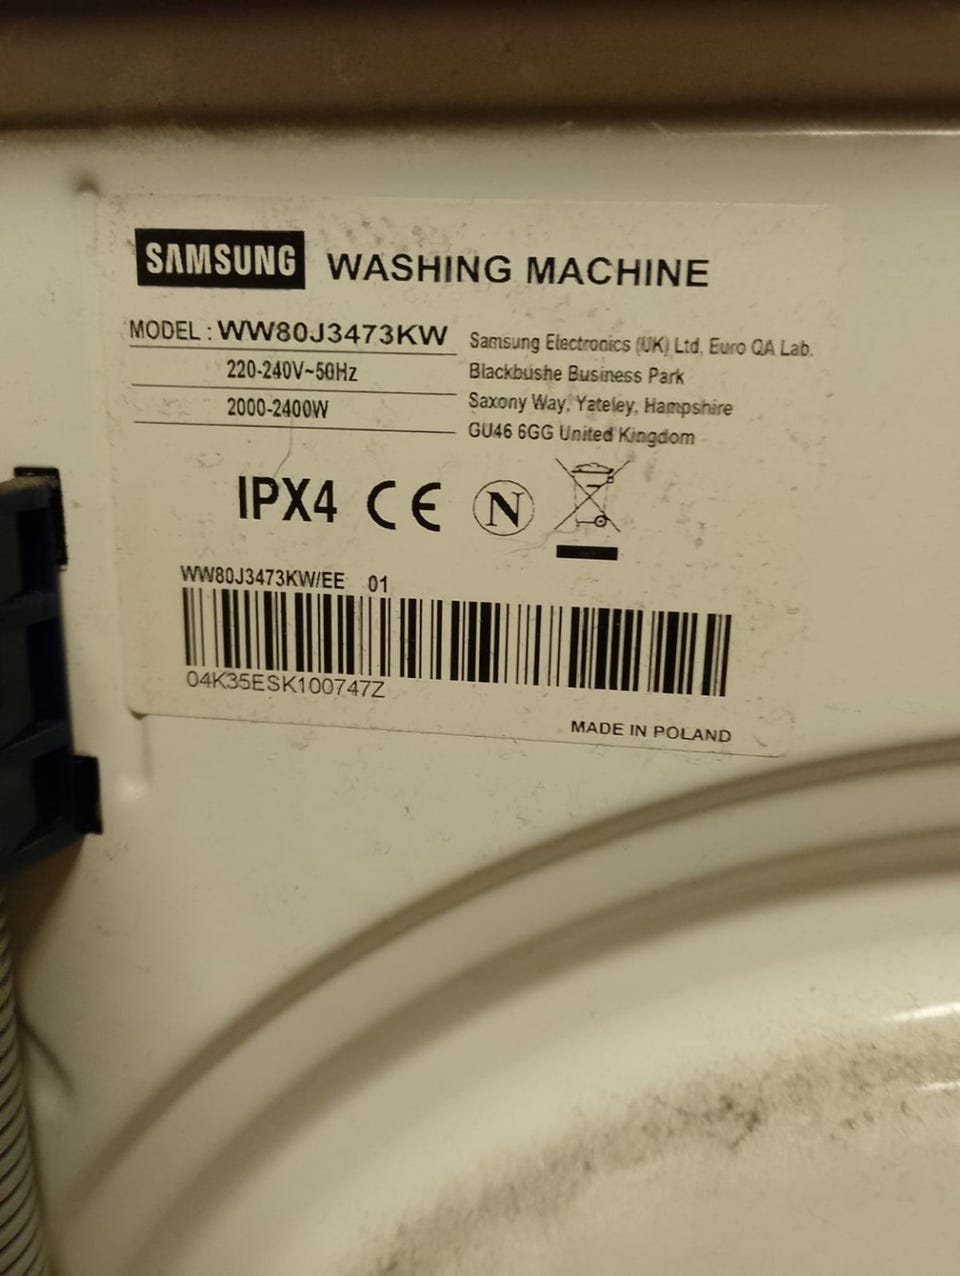 SAMSUNG WASHING MACHINE
MODEL : WW80J3473KW
220-240V~50Hz
2000-2400W
Samsung Electronics (UK) Ltd, Euro QA Lab.
Blackbushe Business Park
Saxony Way, Yateley, Hampshire
GU46 6GG United Kingdom
IPX4 CE N
WW80J3473KW/EE 01
04K35ESK100747Z
MADE IN POLAND